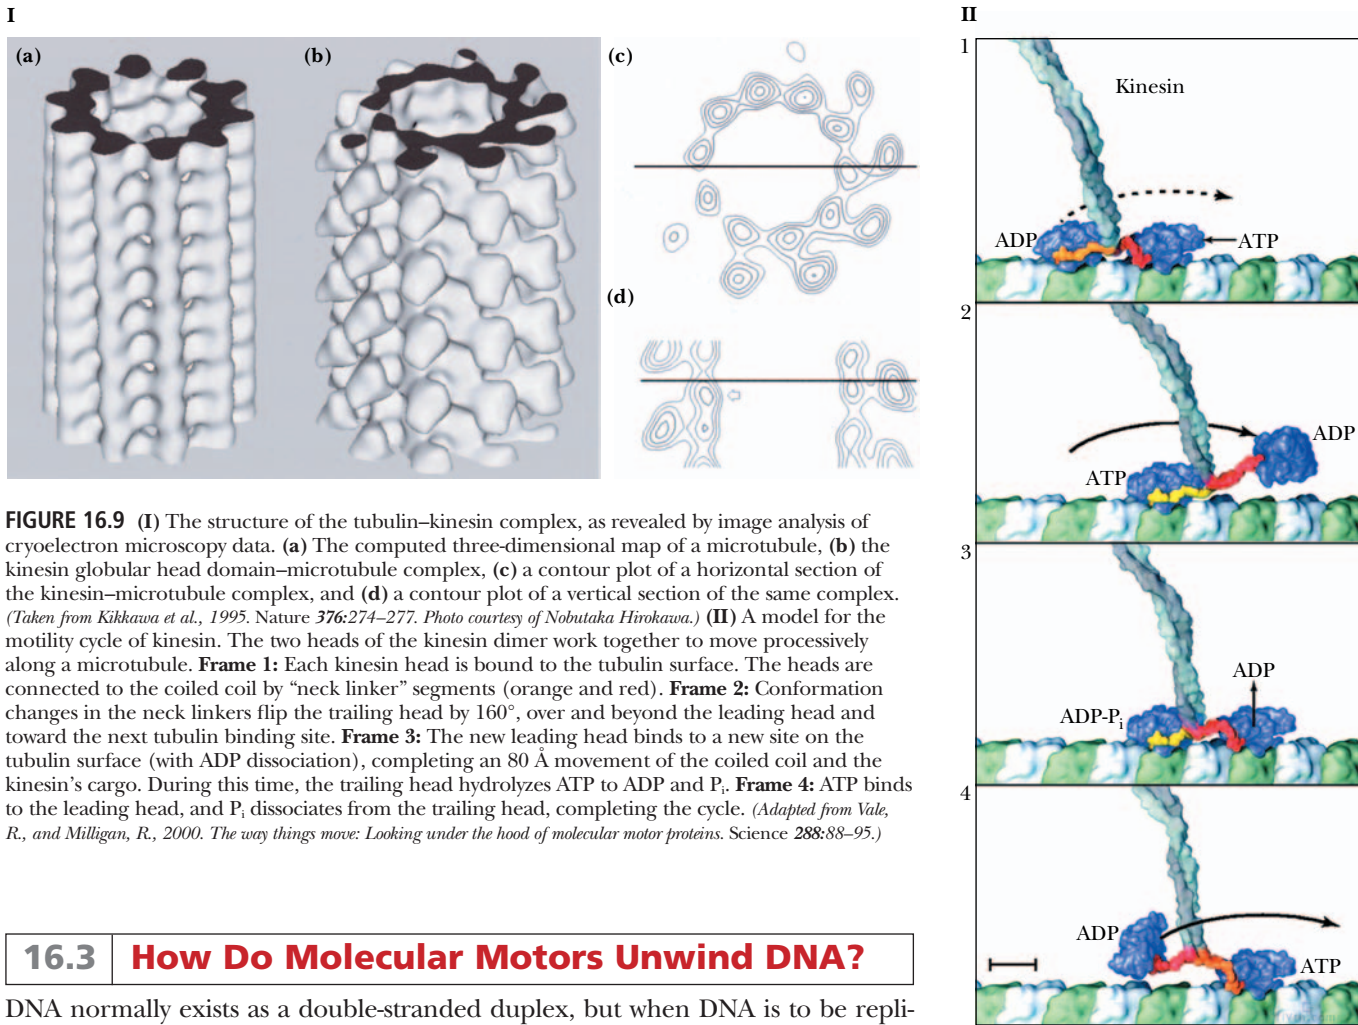 I
(a)
(b)
(c)
(d)
FIGURE 16.9 (I) The structure of the tubulin–kinesin complex, as revealed by image analysis of
cryoelectron microscopy data. (a) The computed three-dimensional map of a microtubule, (b) the
kinesin globular head domain–microtubule complex, (c) a contour plot of a horizontal section of
the kinesin–microtubule complex, and (d) a contour plot of a vertical section of the same complex.
(Taken from Kikkawa et al., 1995. Nature 376:274–277. Photo courtesy of Nobutaka Hirokawa.) (II) A model for the
motility cycle of kinesin. The two heads of the kinesin dimer work together to move processively
along a microtubule. Frame 1: Each kinesin head is bound to the tubulin surface. The heads are
connected to the coiled coil by “neck linker” segments (orange and red). Frame 2: Conformation
changes in the neck linkers flip the trailing head by 160°, over and beyond the leading head and
toward the next tubulin binding site. Frame 3: The new leading head binds to a new site on the
tubulin surface (with ADP dissociation), completing an 80 Å movement of the coiled coil and the
kinesin’s cargo. During this time, the trailing head hydrolyzes ATP to ADP and Pi. Frame 4: ATP binds
to the leading head, and Pi dissociates from the trailing head, completing the cycle. (Adapted from Vale,
R., and Milligan, R., 2000. The way things move: Looking under the hood of molecular motor proteins. Science 288:88–95.)
16.3 How Do Molecular Motors Unwind DNA?
DNA normally exists as a double-stranded duplex, but when DNA is to be repli-
II
1
Kinesin
ADP
ATP
2
ADP
ATP
3
ADP
ADP-Pi
4
ADP
ATP